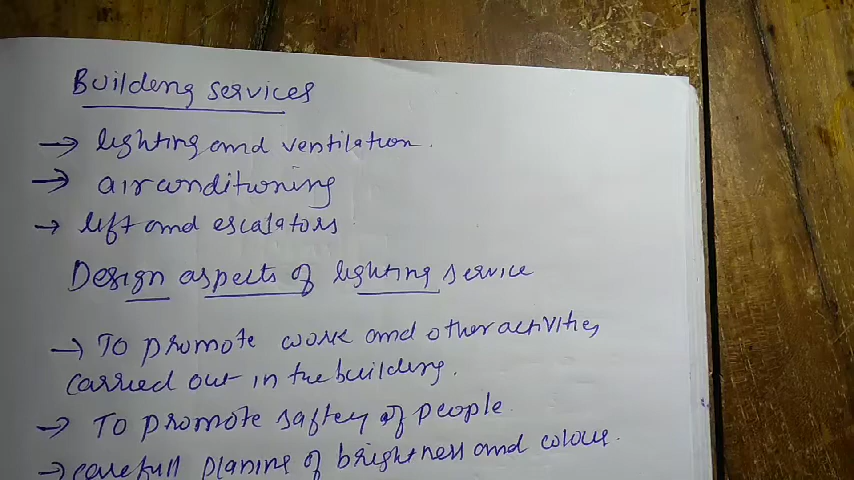 Building services
→ lighting and ventilation.
→ airconditioning
→ lift and escalators
Design aspects of lighting service
→ To promote work and other activities
carried out in the building.
→ To promote saftey of people
→ carefull planing of brightness and colour.